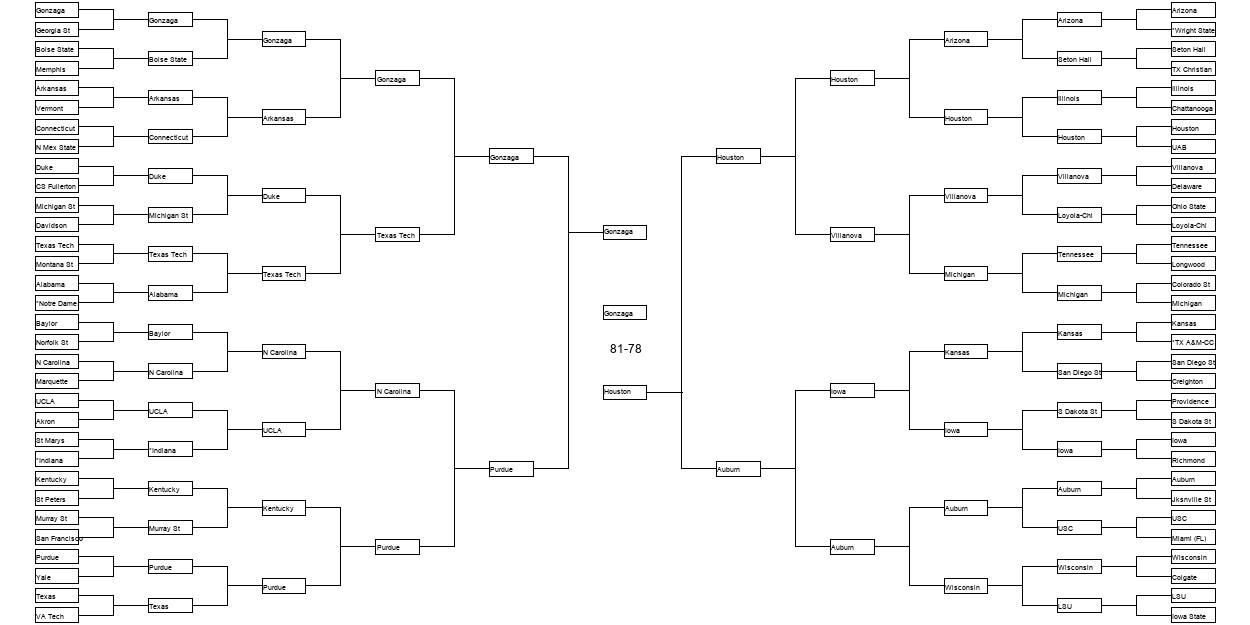 Gonzaga
Georgia St
Boise State
Memphis
Arkansas
Vermont
Connecticut
N Mex State
Duke
CS Fullerton
Michigan St
Davidson
Texas Tech
Montana St
Alabama
*Notre Dame
Baylor
Norfolk St
N Carolina
Marquette
UCLA
Akron
St Marys
*Indiana
Kentucky
St Peters
Murray St
San Francisco
Purdue
Yale
Texas
VA Tech
Gonzaga
Boise State
Arkansas
Connecticut
Duke
Michigan St
Texas Tech
Alabama
Baylor
N Carolina
UCLA
*Indiana
Kentucky
Murray St
Purdue
Texas
Gonzaga
Arkansas
Duke
Texas Tech
N Carolina
UCLA
Kentucky
Purdue
Gonzaga
Texas Tech
N Carolina
Purdue
Gonzaga
Purdue
Gonzaga
Gonzaga
81-78
Houston
Houston
Auburn
Houston
Villanova
Iowa
Auburn
Arizona
Houston
Villanova
Michigan
Kansas
Iowa
Auburn
Wisconsin
Arizona
Seton Hall
Illinois
Houston
Villanova
Loyola-Chi
Tennessee
Michigan
Kansas
San Diego St
S Dakota St
Iowa
Auburn
USC
Wisconsin
LSU
Arizona
*Wright State
Seton Hall
TX Christian
Illinois
Chattanooga
Houston
UAB
Villanova
Delaware
Ohio State
Loyola-Chi
Tennessee
Longwood
Colorado St
Michigan
Kansas
*TX A&M-CC
San Diego St
Creighton
Providence
S Dakota St
Iowa
Richmond
Auburn
Jksnville St
USC
Miami (FL)
Wisconsin
Colgate
LSU
Iowa State